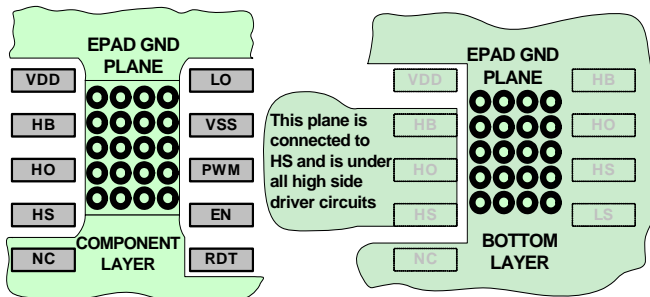 EPAD GND
PLANE
VDD
LO
HB
VSS
HO
PWM
HS
EN
COMPONENT
LAYER
NC
RDT
EPAD GND
PLANE
VDD
HB
This plane is
connected to
HS and is under
all high side
driver circuits
HB
HO
HO
HS
HS
LS
BOTTOM
LAYER
NC